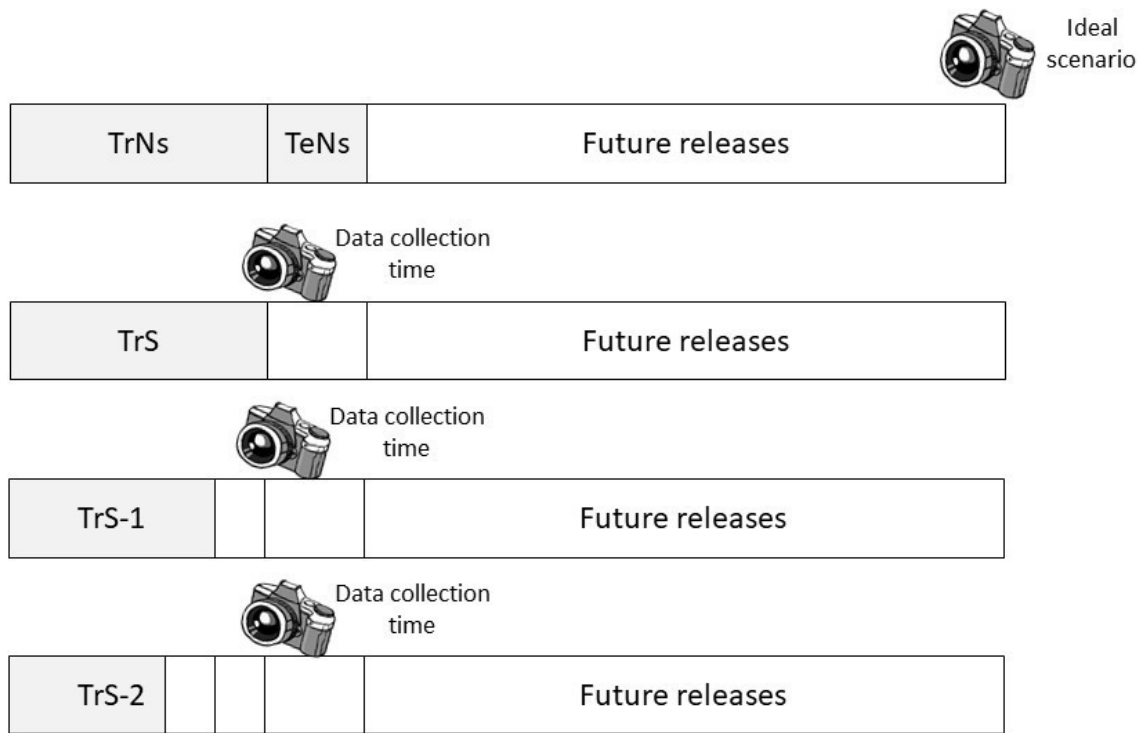 Ideal
scenario
TrNs
TeNs
Future releases
Data collection
time
TrS
Future releases
Data collection
time
TrS-1
Future releases
Data collection
time
TrS-2
Future releases